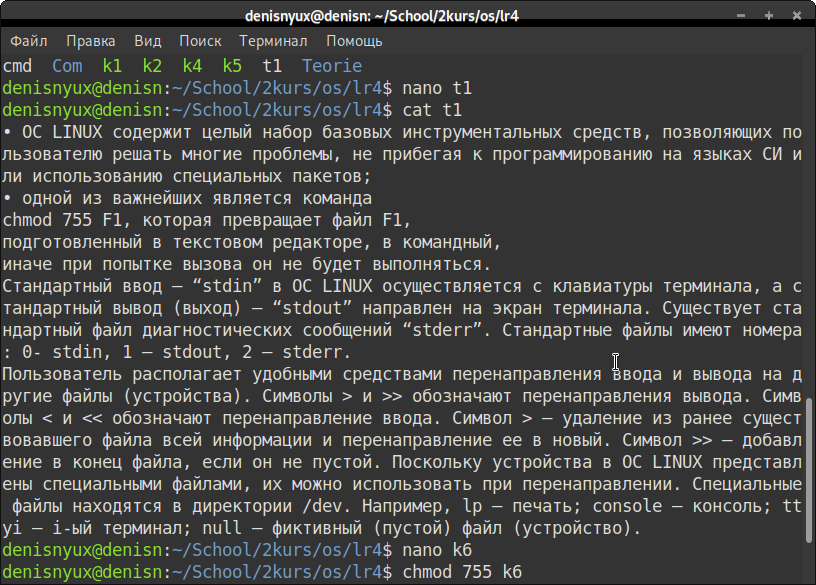 denisnyux@denisn: ~/School/2kurs/os/lr4
Файл Правка Вид Поиск Терминал Помощь
cmd Com k1 k2 k4 k5 t1 Teorie
denisnyux@denisn:~/School/2kurs/os/lr4$ nano t1
denisnyux@denisn:~/School/2kurs/os/lr4$ cat t1
• ОС LINUX содержит целый набор базовых инструментальных средств, позволяющих по
льзователю решать многие проблемы, не прибегая к программированию на языках СИ и
ли использованию специальных пакетов;
• одной из важнейших является команда
chmod 755 F1, которая превращает файл F1,
подготовленный в текстовом редакторе, в командный,
иначе при попытке вызова он не будет выполняться.
Стандартный ввод – “stdin” в ОС LINUX осуществляется с клавиатуры терминала, а с
тандартный вывод (выход) – “stdout” направлен на экран терминала. Существует ста
ндартный файл диагностических сообщений “stderr”. Стандартные файлы имеют номера
: 0- stdin, 1 – stdout, 2 – stderr.
Пользователь располагает удобными средствами перенаправления ввода и вывода на д
ругие файлы (устройства). Символы > и >> обозначают перенаправления вывода. Симв
олы < и << обозначают перенаправление ввода. Символ > – удаление из ранее сущест
вовавшего файла всей информации и перенаправление ее в новый. Символ >> – добавл
ение в конец файла, если он не пустой. Поскольку устройства в ОС LINUX представл
ены специальными файлами, их можно использовать при перенаправлении. Специальные
файлы находятся в директории /dev. Например, lp – печать; console – консоль; tt
yi – i-ый терминал; null – фиктивный (пустой) файл (устройство).
denisnyux@denisn:~/School/2kurs/os/lr4$ nano k6
denisnyux@denisn:~/School/2kurs/os/lr4$ chmod 755 k6